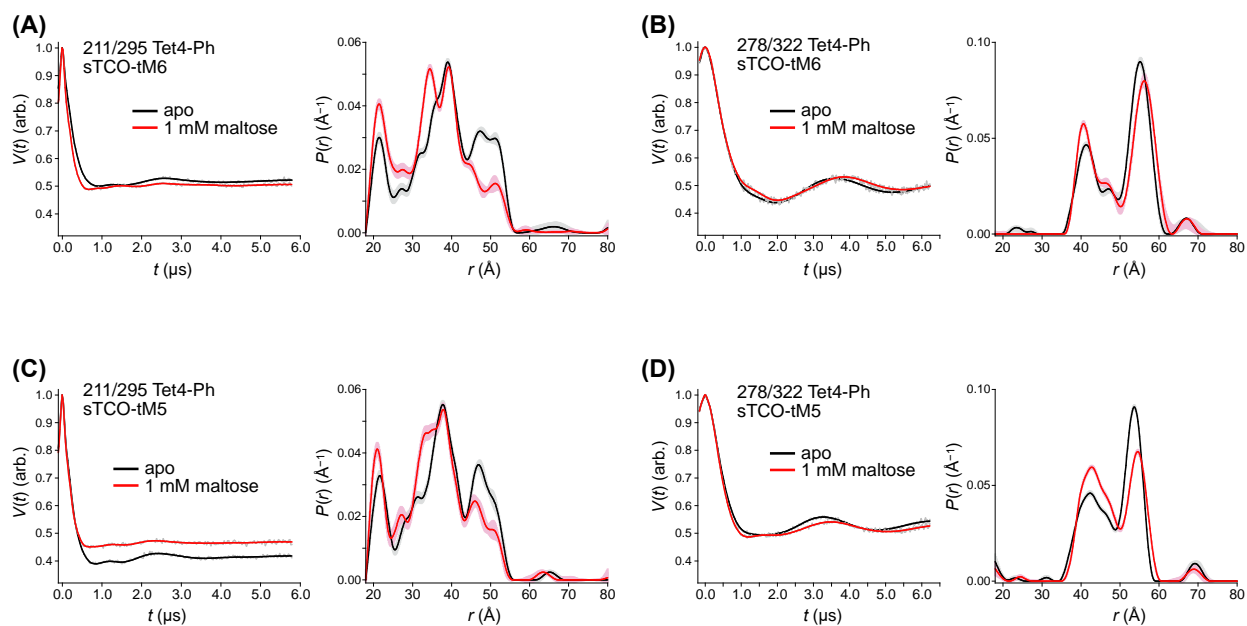 (A)
211/295 Tet4-Ph
sTCO-tM6
apo
1 mM maltose
V(t) (arb.)
1.0
0.9
0.8
0.7
0.6
0.5
0.4
0.0 1.0 2.0 3.0 4.0 5.0 6.0
t (µs)
P(r) (Å⁻¹)
0.06
0.04
0.02
0.00
20 30 40 50 60 70 80
r (Å)
(B)
278/322 Tet4-Ph
sTCO-tM6
apo
1 mM maltose
V(t) (arb.)
1.0
0.9
0.8
0.7
0.6
0.5
0.4
0.0 1.0 2.0 3.0 4.0 5.0 6.0
t (µs)
P(r) (Å⁻¹)
0.10
0.05
0.00
20 30 40 50 60 70 80
r (Å)
(C)
211/295 Tet4-Ph
sTCO-tM5
apo
1 mM maltose
V(t) (arb.)
1.0
0.9
0.8
0.7
0.6
0.5
0.4
0.0 1.0 2.0 3.0 4.0 5.0 6.0
t (µs)
P(r) (Å⁻¹)
0.06
0.04
0.02
0.00
20 30 40 50 60 70 80
r (Å)
(D)
278/322 Tet4-Ph
sTCO-tM5
apo
1 mM maltose
V(t) (arb.)
1.0
0.9
0.8
0.7
0.6
0.5
0.4
0.0 1.0 2.0 3.0 4.0 5.0 6.0
t (µs)
P(r) (Å⁻¹)
0.10
0.05
0.00
20 30 40 50 60 70 80
r (Å)